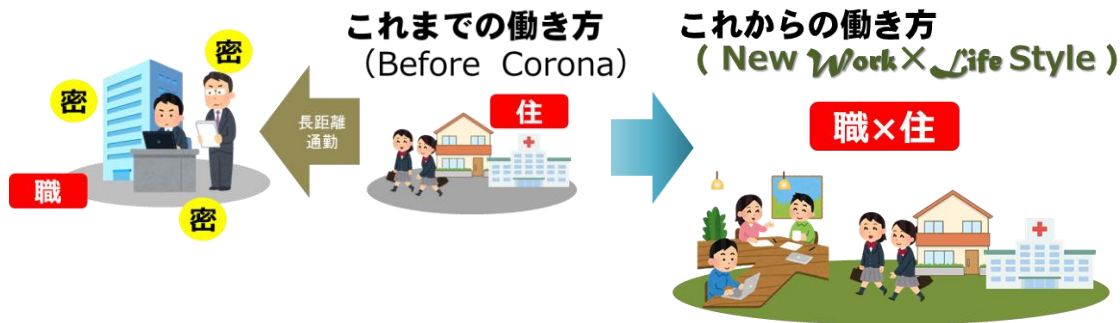 これまでの働き方
（Before Corona）
密
密
密
職
長距離
通勤
住
これからの働き方
( New Work×Life Style )
職×住